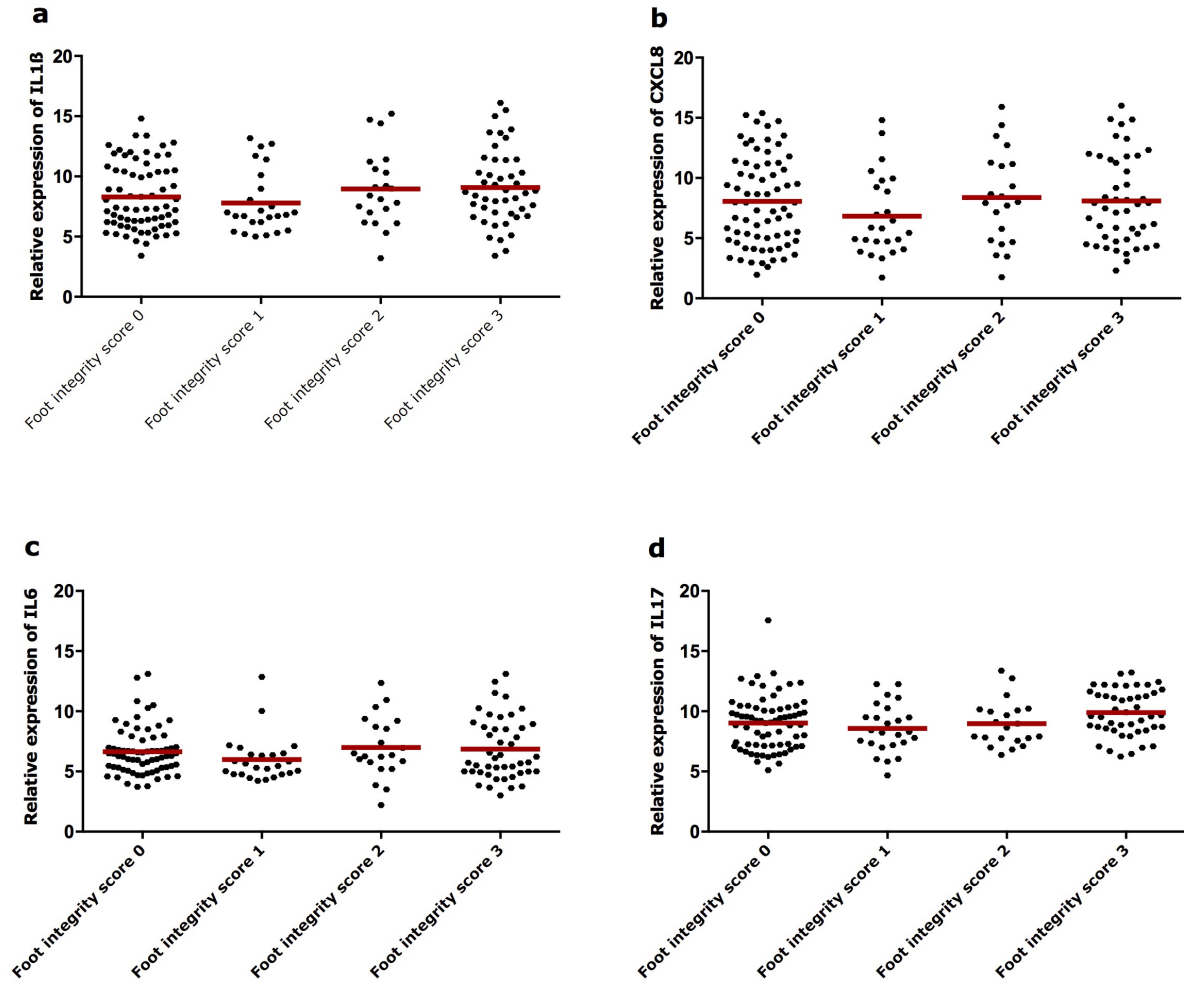 a
Relative expression of IL1ß
20
15
10
5
0
Foot integrity score 0
Foot integrity score 1
Foot integrity score 2
Foot integrity score 3
b
Relative expression of CXCL8
20
15
10
5
0
Foot integrity score 0
Foot integrity score 1
Foot integrity score 2
Foot integrity score 3
c
Relative expression of IL6
20
15
10
5
0
Foot integrity score 0
Foot integrity score 1
Foot integrity score 2
Foot integrity score 3
d
Relative expression of IL17
20
15
10
5
0
Foot integrity score 0
Foot integrity score 1
Foot integrity score 2
Foot integrity score 3